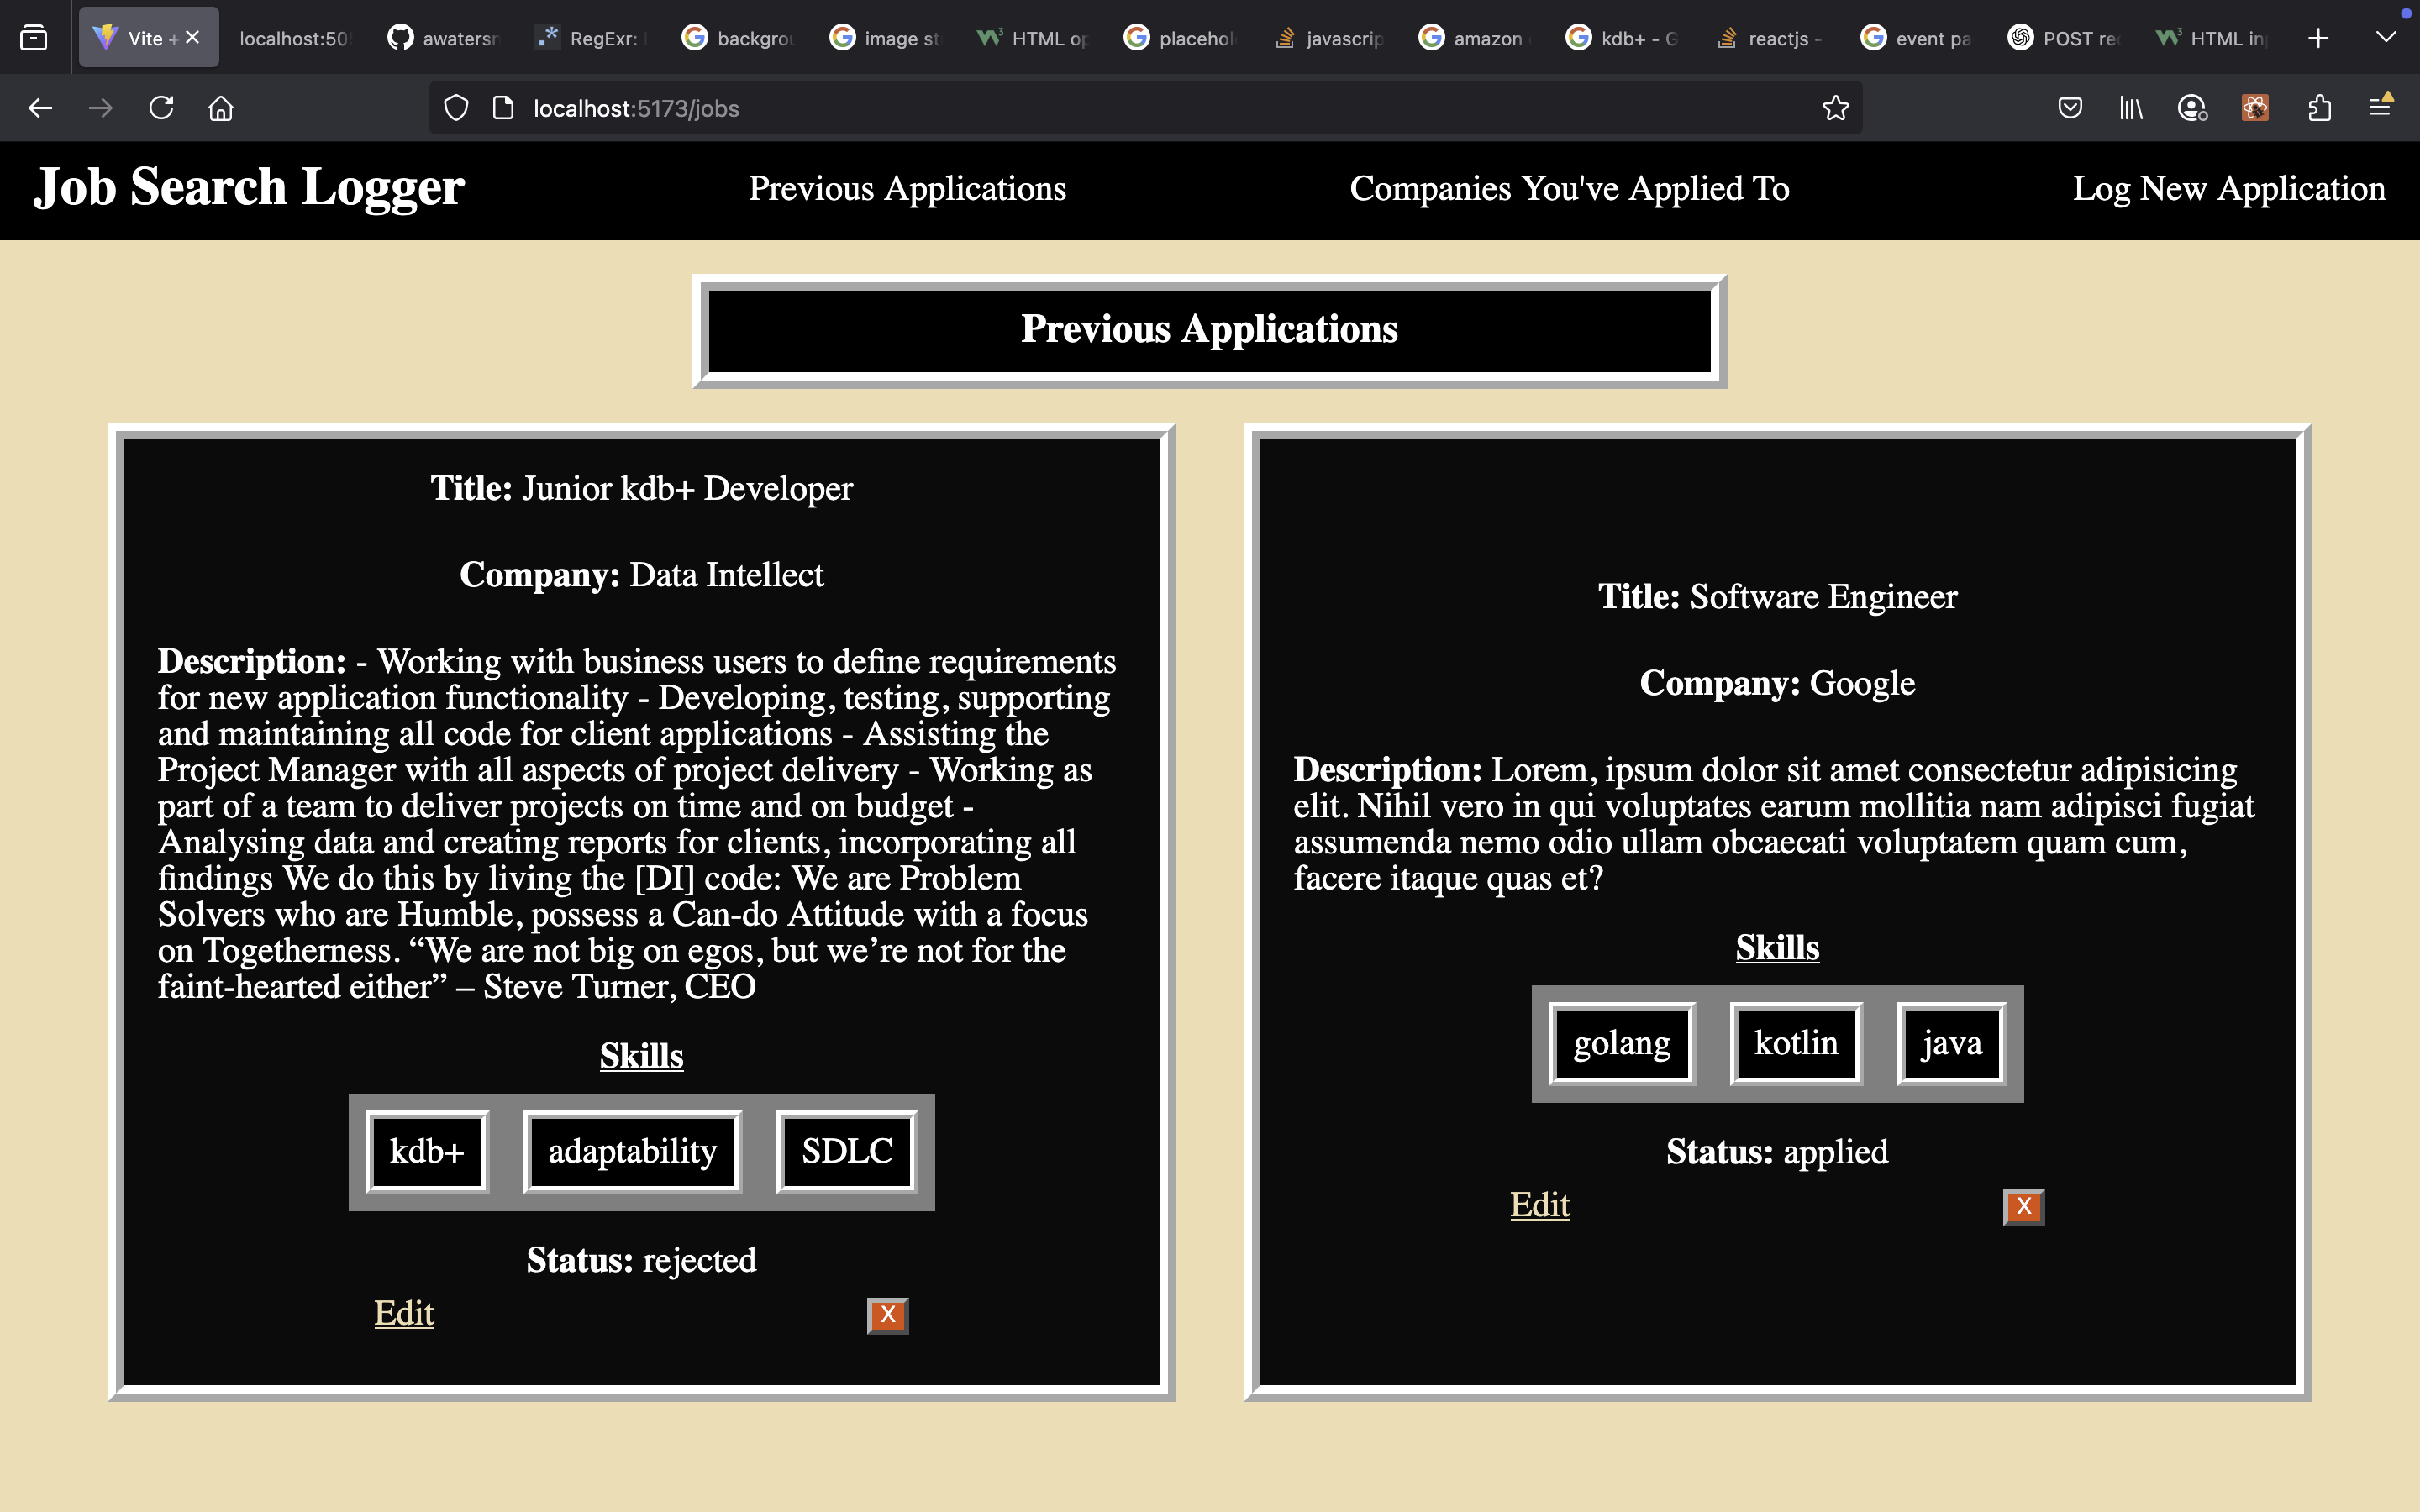 Vite +
localhost:50
awatersn
RegExr:
backgrou
image st
HTML op
placehol
javascrip
amazon
kdb+ - G
reactjs -
event pa
POST re
HTML in
localhost:5173/jobs
Job Search Logger
Previous Applications
Companies You've Applied To
Log New Application
Previous Applications
Title: Junior kdb+ Developer
Company: Data Intellect
Description: - Working with business users to define requirements
for new application functionality - Developing, testing, supporting
and maintaining all code for client applications - Assisting the
Project Manager with all aspects of project delivery - Working as
part of a team to deliver projects on time and on budget -
Analysing data and creating reports for clients, incorporating all
findings We do this by living the [DI] code: We are Problem
Solvers who are Humble, possess a Can-do Attitude with a focus
on Togetherness. “We are not big on egos, but we’re not for the
faint-hearted either” – Steve Turner, CEO
Skills
kdb+
adaptability
SDLC
Status: rejected
Edit
X
Title: Software Engineer
Company: Google
Description: Lorem, ipsum dolor sit amet consectetur adipisicing
elit. Nihil vero in qui voluptates earum mollitia nam adipisci fugiat
assumenda nemo odio ullam obcaecati voluptatem quam cum,
facere itaque quas et?
Skills
golang
kotlin
java
Status: applied
Edit
X